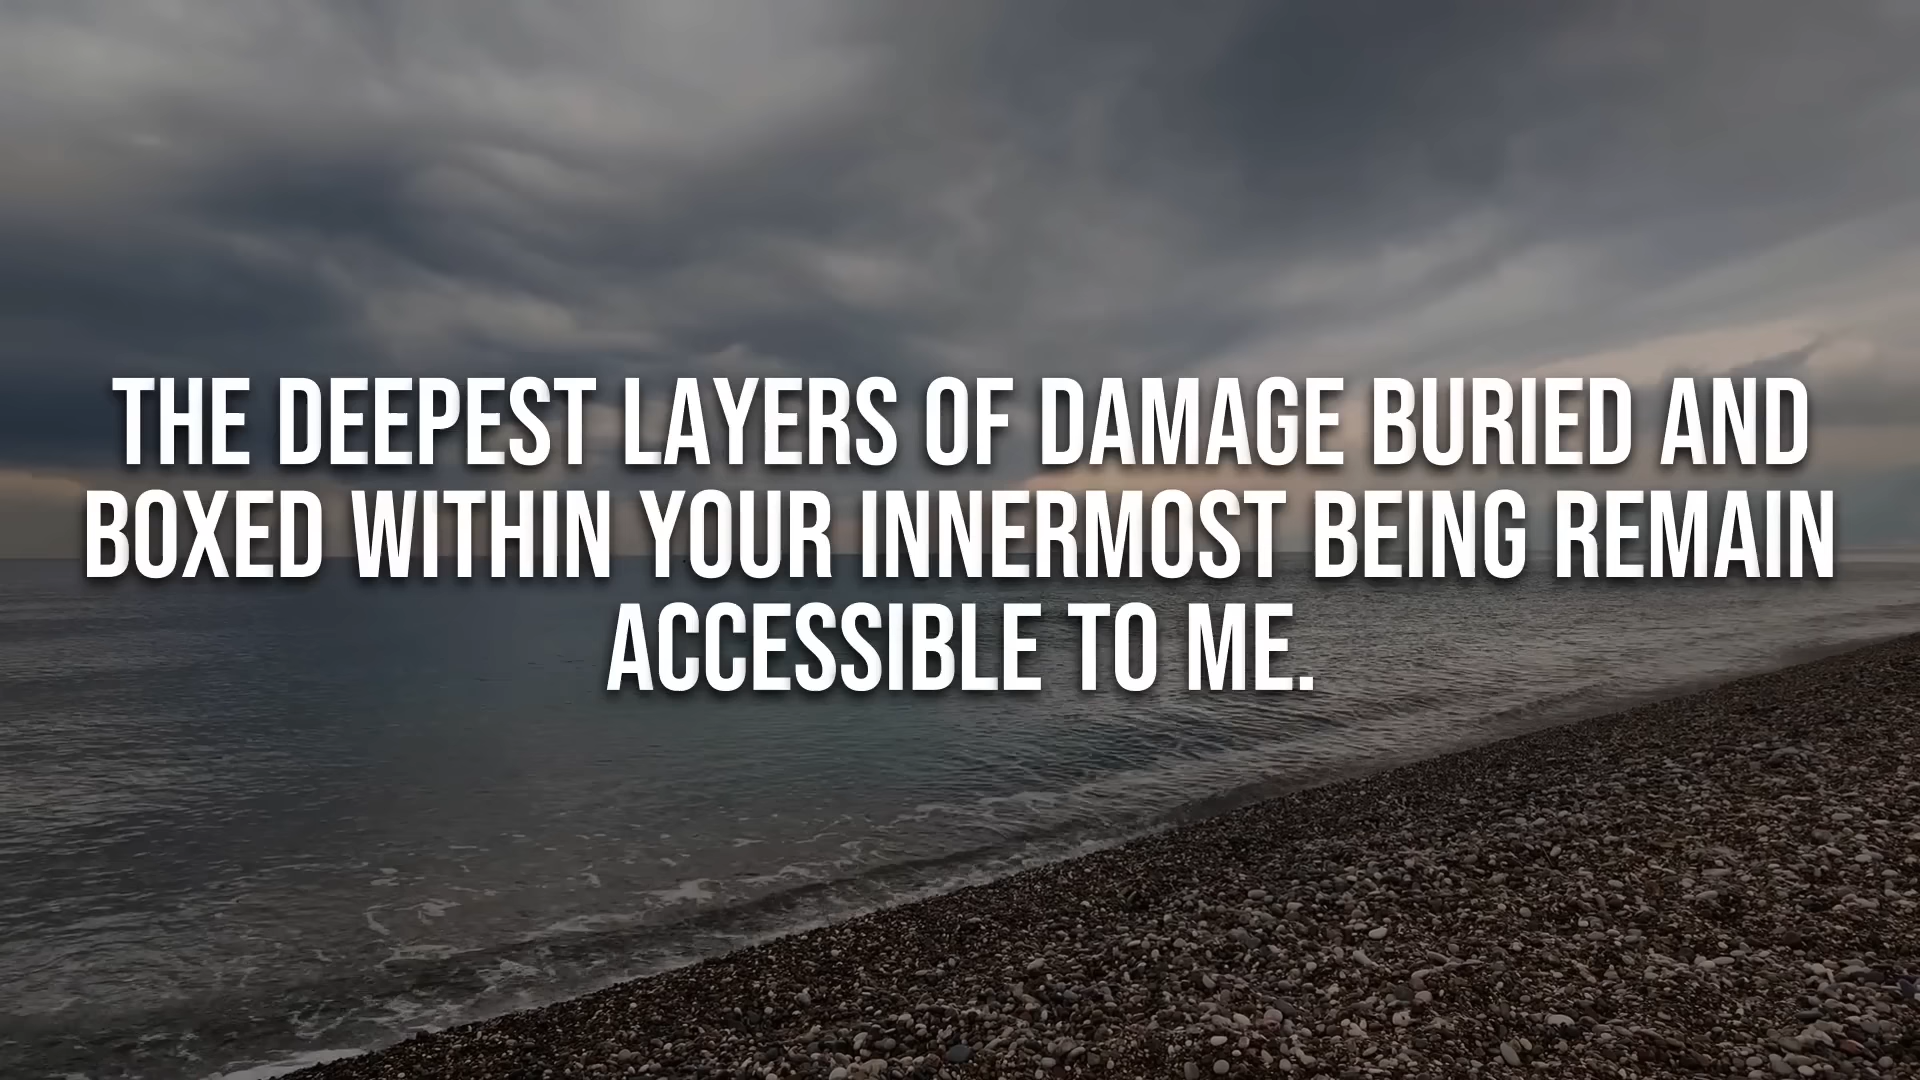 THE DEEPEST LAYERS OF DAMAGE BURIED AND
BOXED WITHIN YOUR INNERMOST BEING REMAIN
ACCESSIBLE TO ME.